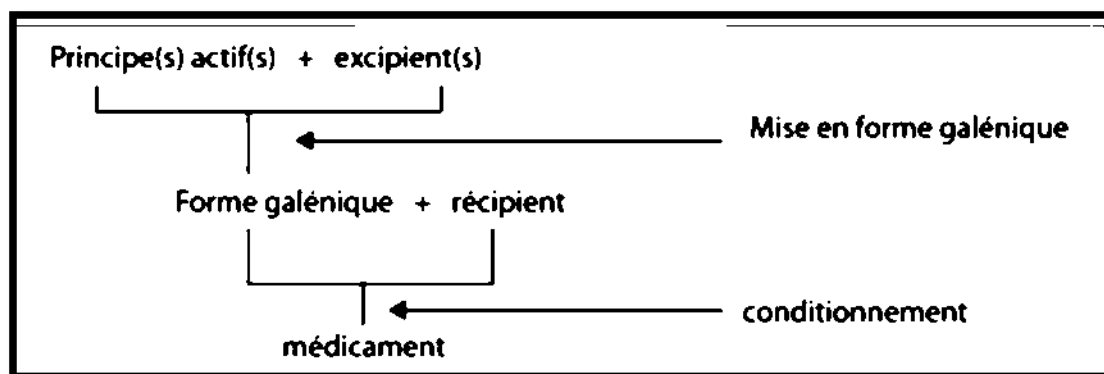 Principe(s) actif(s) + excipient(s)
Mise en forme galénique
Forme galénique + récipient
conditionnement
médicament